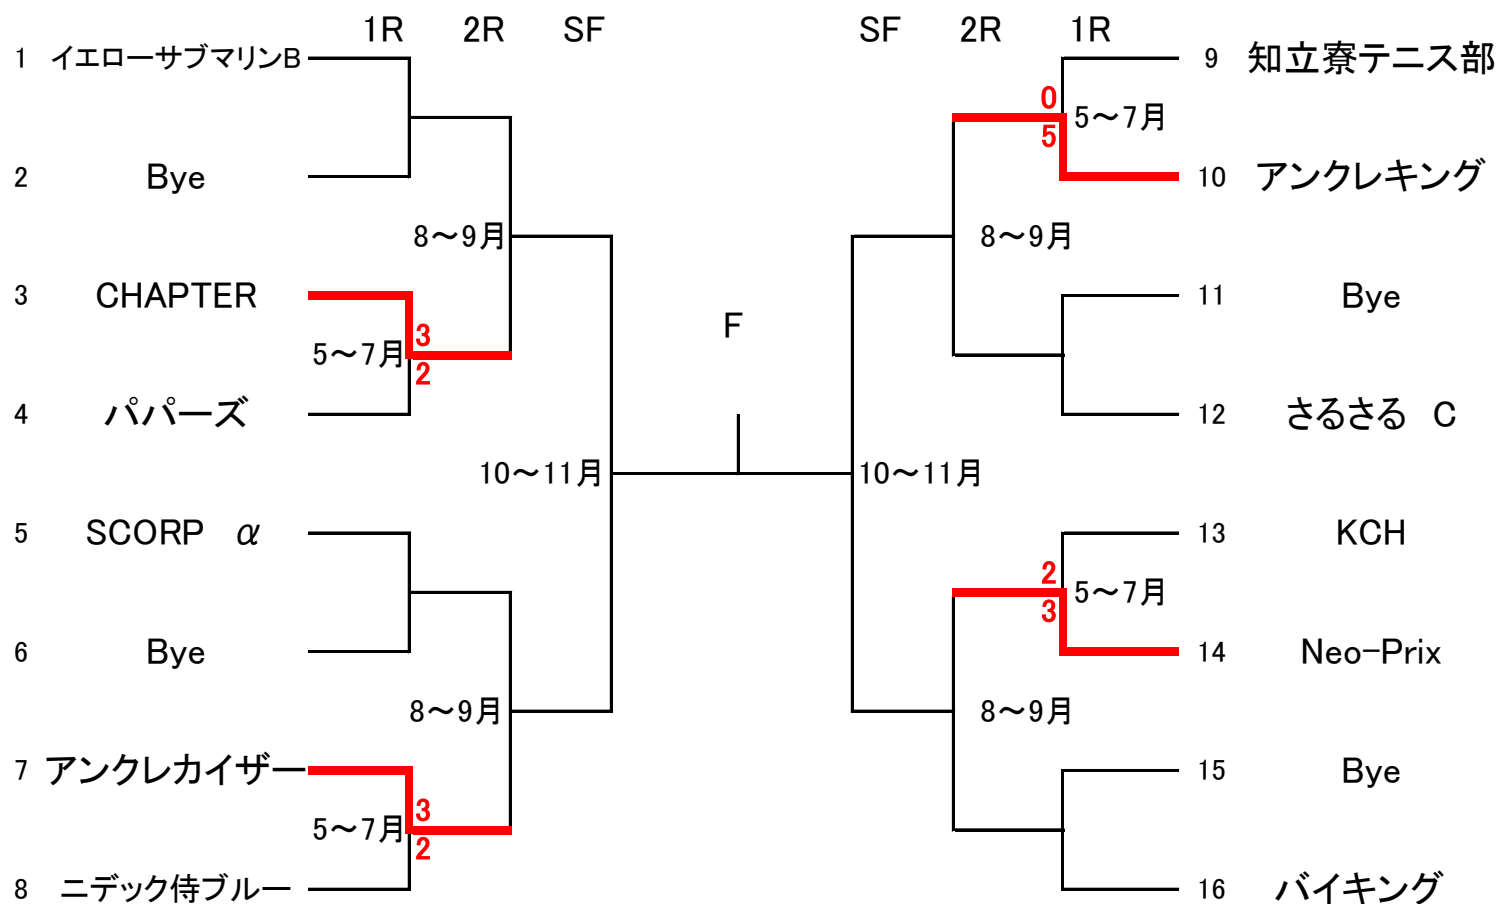 1R 2R SF SF 2R 1R
1 イエローサブマリンB 9 知立寮テニス部
0 5～7月
5
2 Bye 10 アンクレキング
8～9月 8～9月
3 CHAPTER 11 Bye
F
3
5～7月
2
4 パパーズ 12 さるさる C
10～11月 10～11月
5 SCORP α 13 KCH
2 5～7月
3
6 Bye 14 Neo-Prix
8～9月 8～9月
7 アンクレカイザー 15 Bye
3
5～7月
2
8 ニデック侍ブルー 16 バイキング